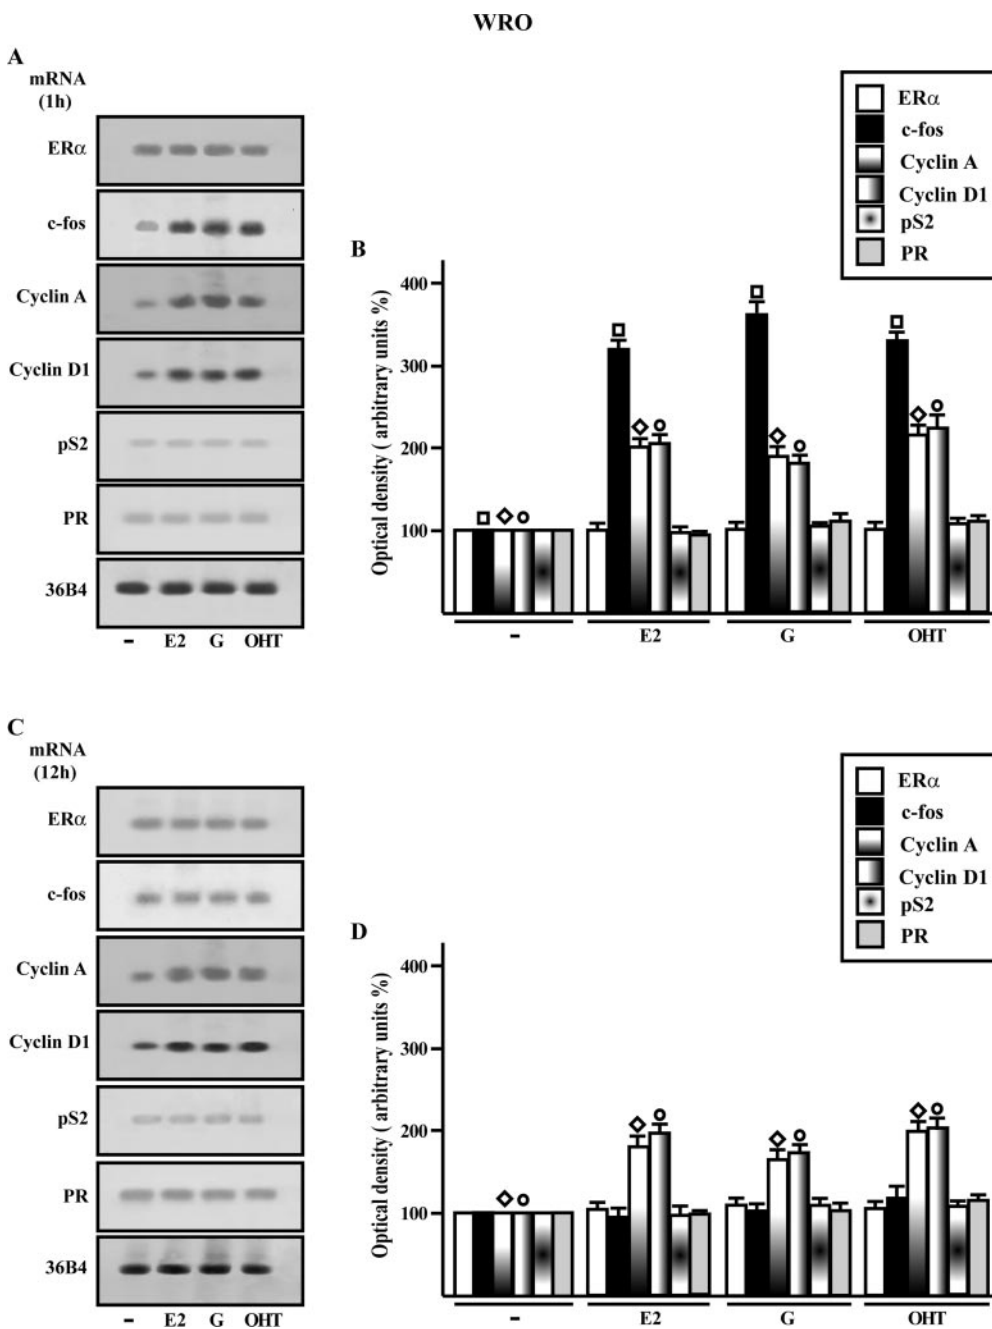 WRO
A
mRNA
(1h)
ERα
c-fos
Cyclin A
Cyclin D1
pS2
PR
36B4
– E2 G OHT
B
Optical density ( arbitrary units %)
400
300
200
100
– E2 G OHT
ERα
c-fos
Cyclin A
Cyclin D1
pS2
PR
C
mRNA
(12h)
ERα
c-fos
Cyclin A
Cyclin D1
pS2
PR
36B4
– E2 G OHT
D
Optical density ( arbitrary units %)
400
300
200
100
– E2 G OHT
ERα
c-fos
Cyclin A
Cyclin D1
pS2
PR